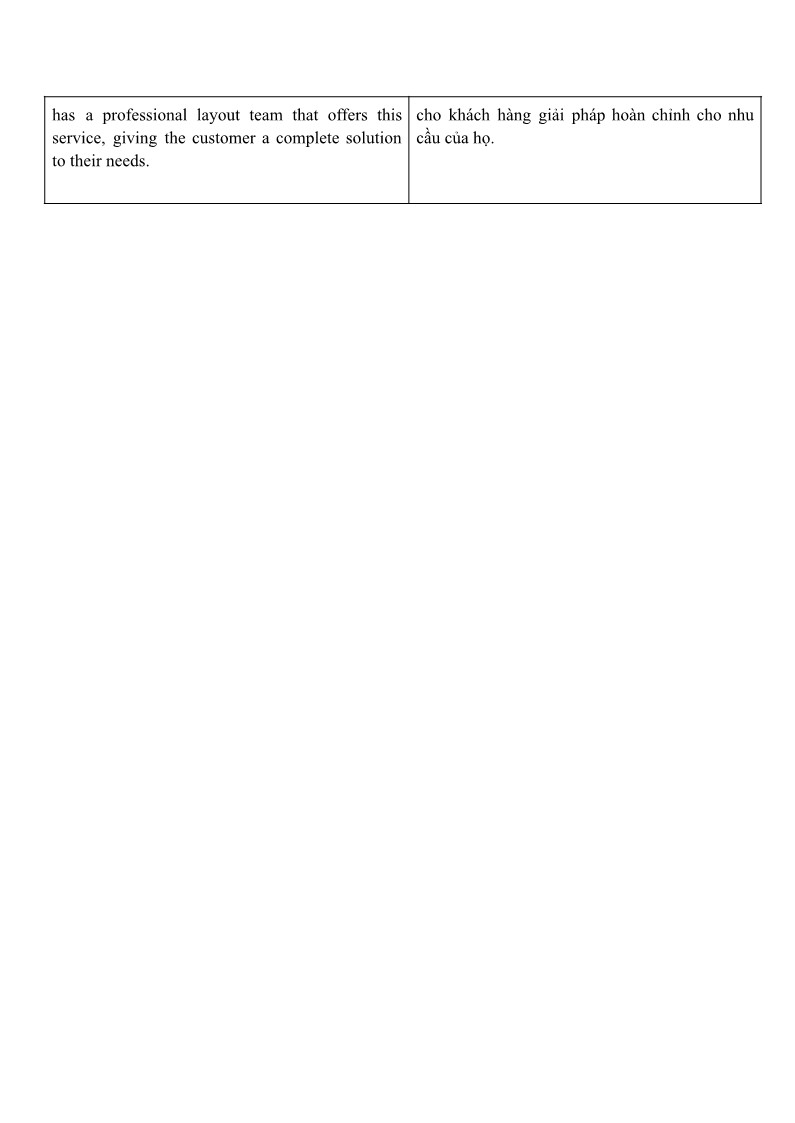 has a professional layout team that offers this
service, giving the customer a complete solution
to their needs.
cho khách hàng giải pháp hoàn chỉnh cho nhu
cầu của họ.